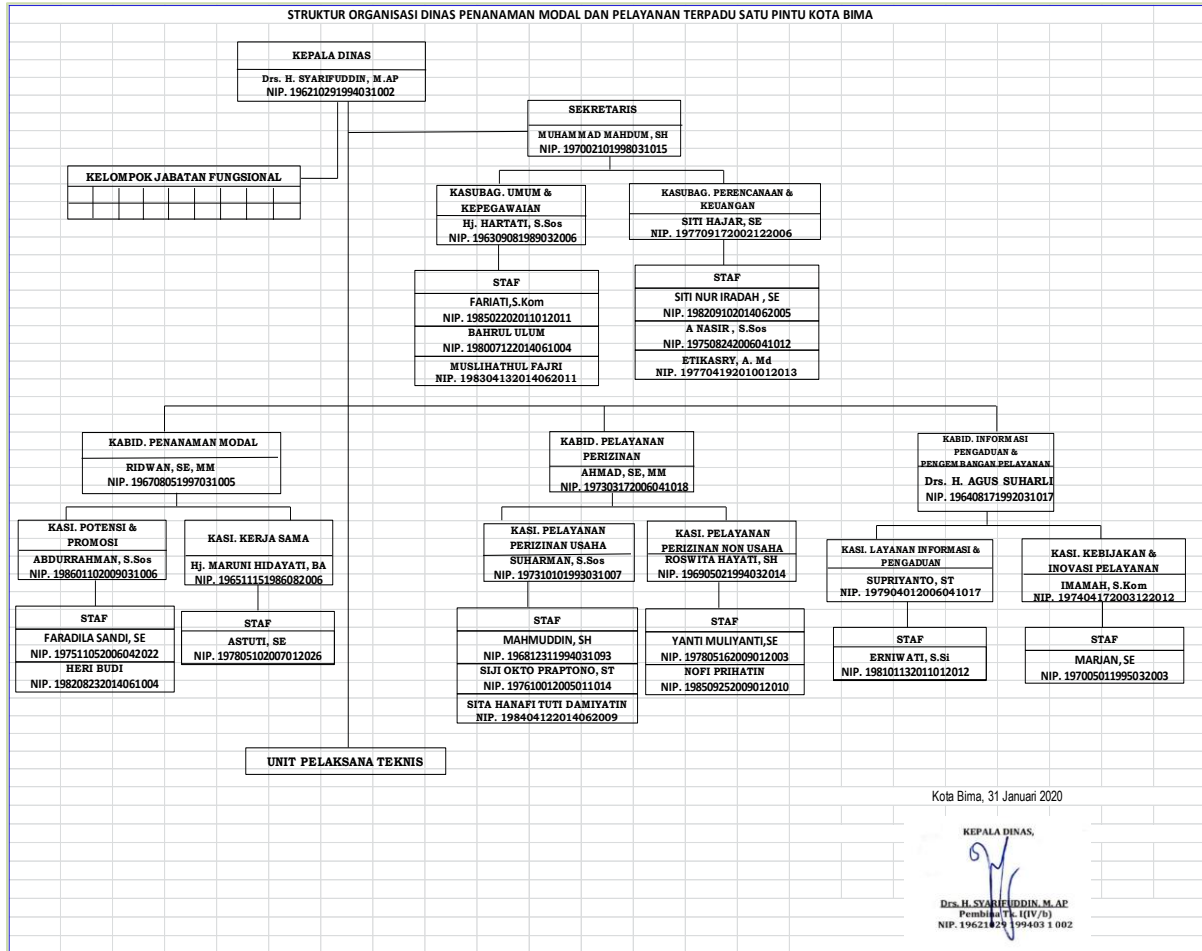 STRUKTUR ORGANISASI DINAS PENANAMAN MODAL DAN PELAYANAN TERPADU SATU PINTU KOTA BIMA
KEPALA DINAS
Drs. H. SYARIFUDDIN, M.AP
NIP. 196210291994031002
SEKRETARIS
MUHAMMAD MAHDUM, SH
NIP. 197002101998031015
KELOMPOK JABATAN FUNGSIONAL
KASUBAG. UMUM &
KEPEGAWAIAN
Hj. HARTATI, S.Sos
NIP. 196309081989032006
KASUBAG. PERENCANAAN &
KEUANGAN
SITI HAJAR, SE
NIP. 197709172002122006
STAF
FARIATI,S.Kom
NIP. 198502202011012011
BAHRUL ULUM
NIP. 198007122014061004
MUSLIHATHUL FAJRI
NIP. 198304132014062011
STAF
SITI NUR IRADAH , SE
NIP. 198209102014062005
A NASIR , S.Sos
NIP. 197508242006041012
ETIKASRY, A. Md
NIP. 197704192010012013
KABID. PENANAMAN MODAL
RIDWAN, SE, MM
NIP. 196708051997031005
KABID. PELAYANAN
PERIZINAN
AHMAD, SE, MM
NIP. 197303172006041018
KABID. INFORMASI
PENGADUAN &
PENGEMBANGAN PELAYANAN
Drs. H. AGUS SUHARLI
NIP. 196408171992031017
KASI. POTENSI &
PROMOSI
ABDURRAHMAN, S.Sos
NIP. 198601102009031006
KASI. KERJA SAMA
Hj. MARUNI HIDAYATI, BA
NIP. 196511151986082006
KASI. PELAYANAN
PERIZINAN USAHA
SUHARMAN, S.Sos
NIP. 197310101993031007
KASI. PELAYANAN
PERIZINAN NON USAHA
ROSWITA HAYATI, SH
NIP. 196905021994032014
KASI. LAYANAN INFORMASI &
PENGADUAN
SUPRIYANTO, ST
NIP. 197904012006041017
KASI. KEBIJAKAN &
INOVASI PELAYANAN
IMAMAH, S.Kom
NIP. 197404172003122012
STAF
FARADILA SANDI, SE
NIP. 197511052006042022
HERI BUDI
NIP. 198208232014061004
STAF
ASTUTI, SE
NIP. 197805102007012026
STAF
MAHMUDDIN, SH
NIP. 196812311994031093
SIJI OKTO PRAPTONO, ST
NIP. 197610012005011014
SITA HANAFI TUTI DAMIYATIN
NIP. 198404122014062009
STAF
YANTI MULIYANTI,SE
NIP. 197805162009012003
NOFI PRIHATIN
NIP. 198509252009012010
STAF
ERNIWATI, S.Si
NIP. 198101132011012012
STAF
MARJAN, SE
NIP. 197005011995032003
UNIT PELAKSANA TEKNIS
Kota Bima, 31 Januari 2020
KEPALA DINAS,
Drs. H. SYARIFUDDIN, M. AP
Pembina Tk. I(IV/b)
NIP. 19621029 199403 1 002